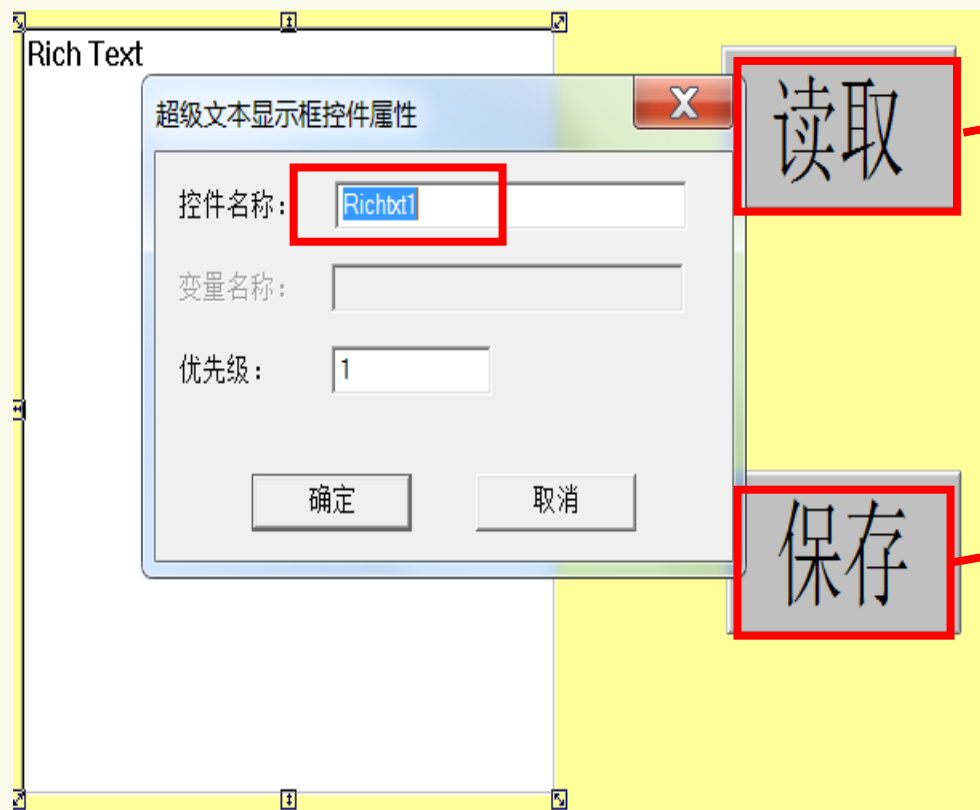 Rich Text
超级文本显示框控件属性
X
读取
控件名称：
Richtxt1
变量名称：
优先级：
1
确定
取消
保存